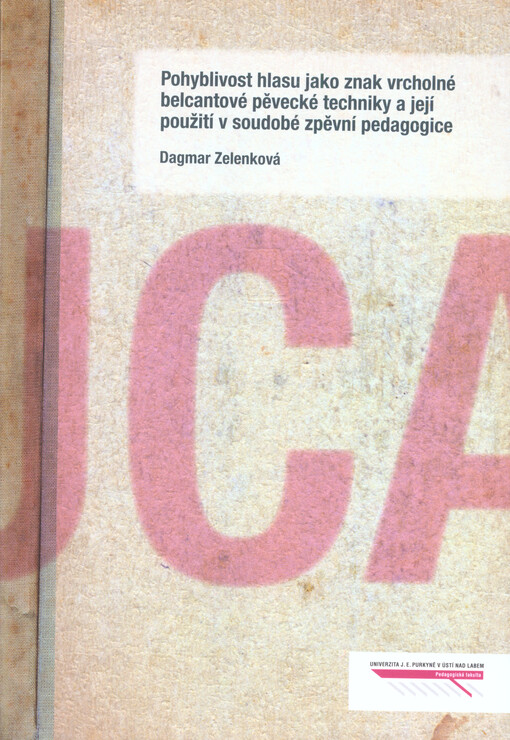 Pohyblivost hlasu jako znak vrcholné
belcantové pěvecké techniky a její
použití v soudobé zpěvní pedagogice
Dagmar Zelenková
UCA
UNIVERZITA J. E. PURKYNĚ V ÚSTÍ NAD LABEM
Pedagogická fakulta